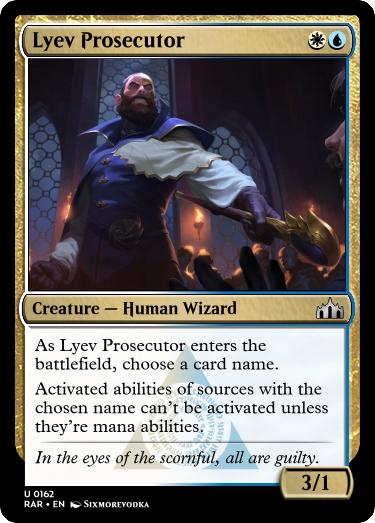 Lyev Prosecutor
Creature — Human Wizard
As Lyev Prosecutor enters the
battlefield, choose a card name.
Activated abilities of sources with the
chosen name can't be activated unless
they're mana abilities.
In the eyes of the scornful, all are guilty.
3/1
U 0162
RAR • EN Sixmorevodka